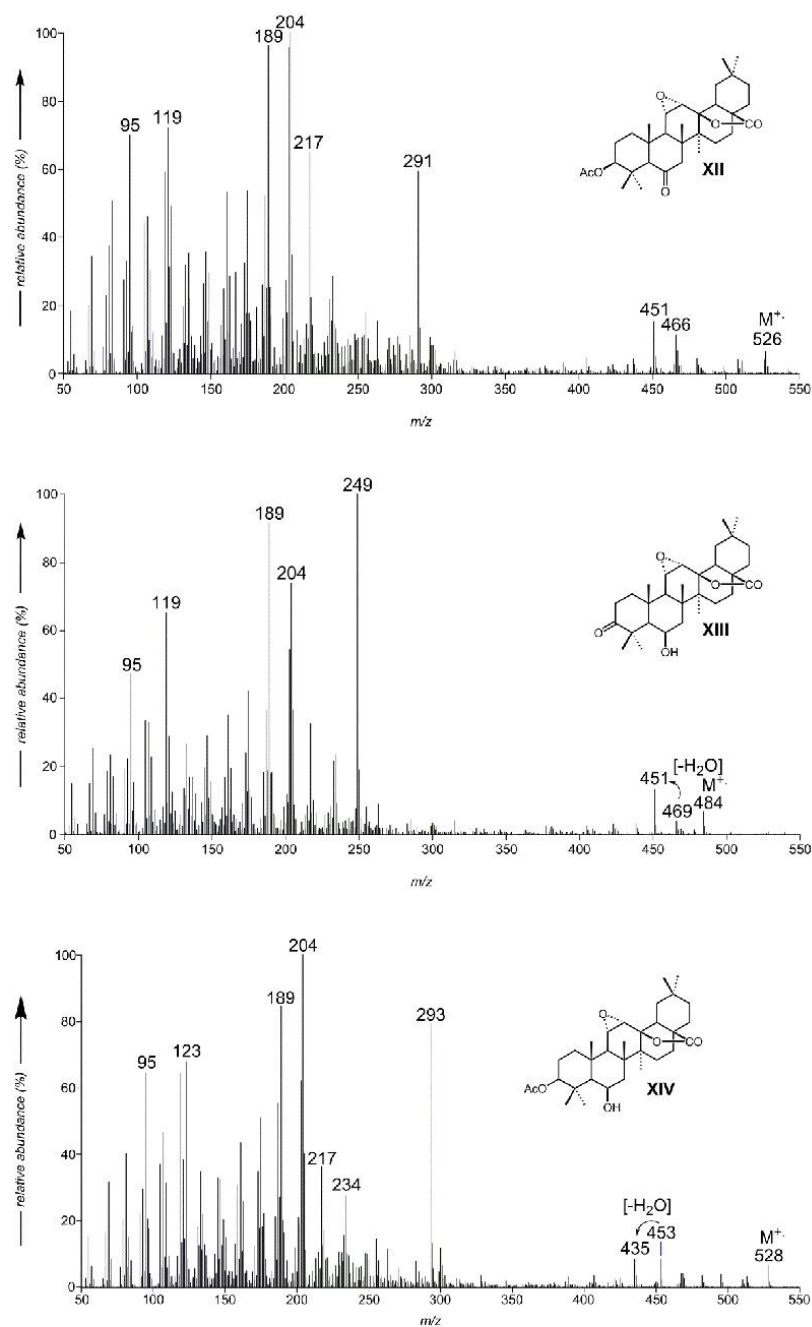 relative abundance (%)
100
80
60
40
20
0
95
119
189
204
217
291
451
466
M+·
526
50 100 150 200 250 300 350 400 450 500 550
m/z
O
O
CO
AcO
O
XII
relative abundance (%)
100
80
60
40
20
0
95
119
189
204
249
451
[-H₂O]
469
M+·
484
50 100 150 200 250 300 350 400 450 500 550
m/z
O
O
CO
O
OH
XIII
relative abundance (%)
100
80
60
40
20
0
95
123
189
204
217
234
293
[-H₂O]
435
453
M+·
528
50 100 150 200 250 300 350 400 450 500 550
m/z
O
O
CO
AcO
OH
XIV